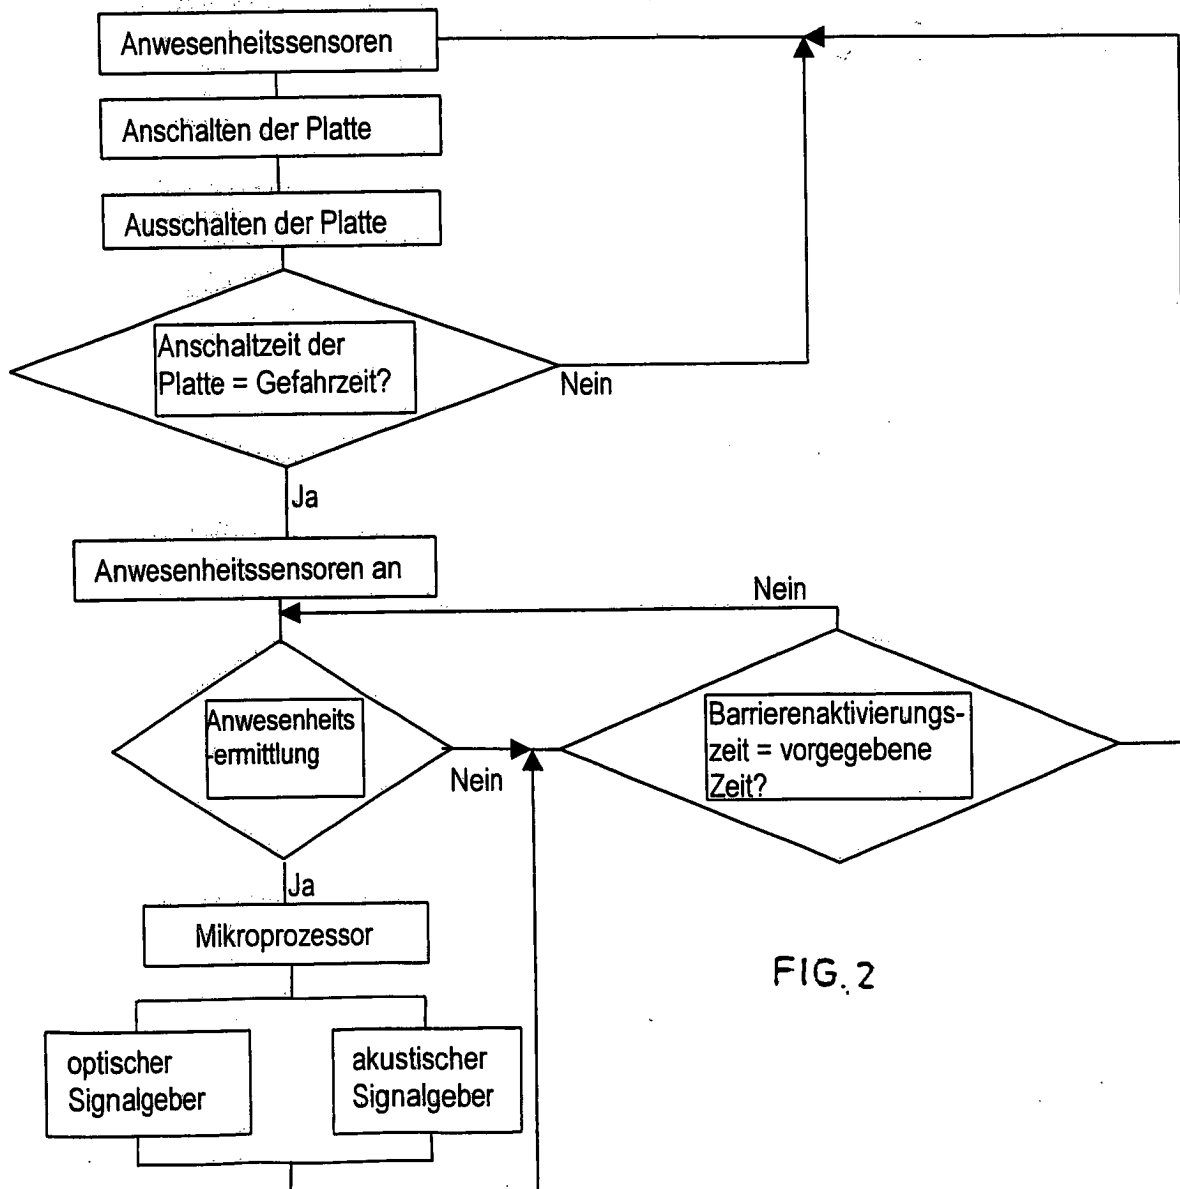 Anwesenheitssensoren
Anschalten der Platte
Ausschalten der Platte
Anschaltzeit der
Platte = Gefahrzeit?
Nein
Ja
Anwesenheitssensoren an
Nein
Anwesenheits
-ermittlung
Nein
Barrierenaktivierungs-
zeit = vorgegebene
Zeit?
Ja
Mikroprozessor
FIG. 2
optischer
Signalgeber
akustischer
Signalgeber